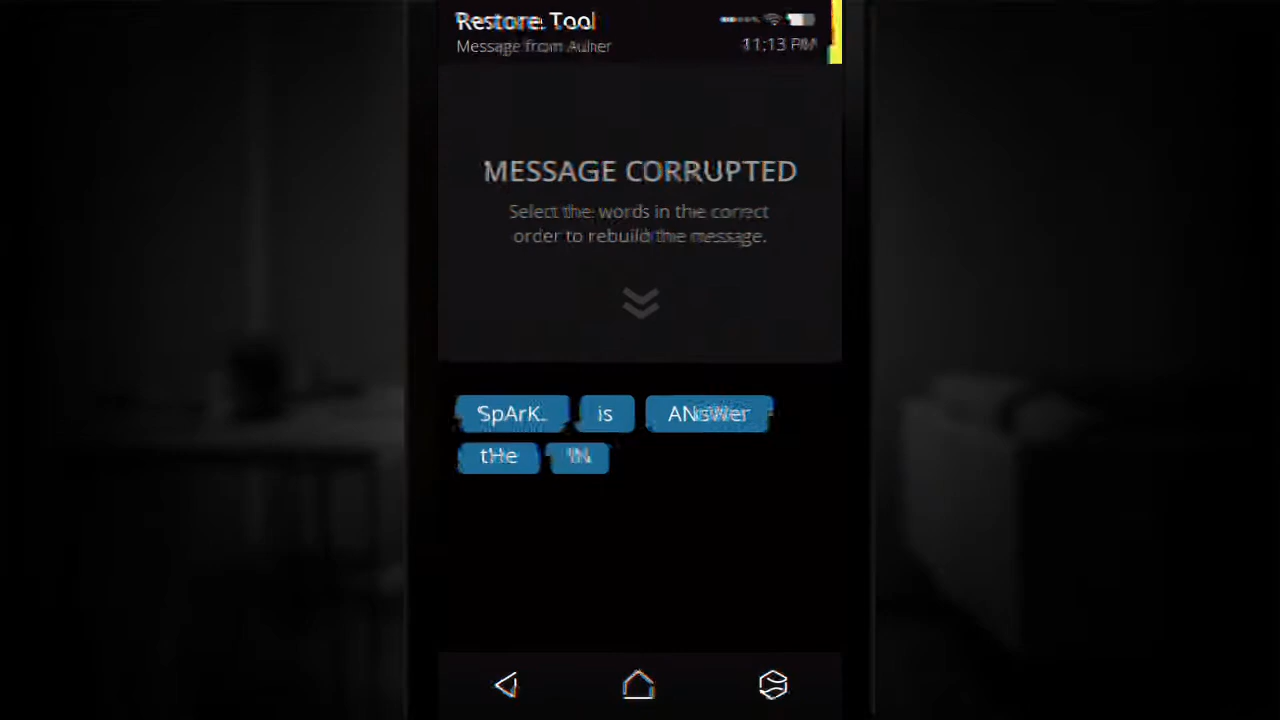 Restore Tool
Message from Auher
11:13 PM
MESSAGE CORRUPTED
Select the words in the correct
order to rebuild the message.
SpArK is ANsWer
tHe IN